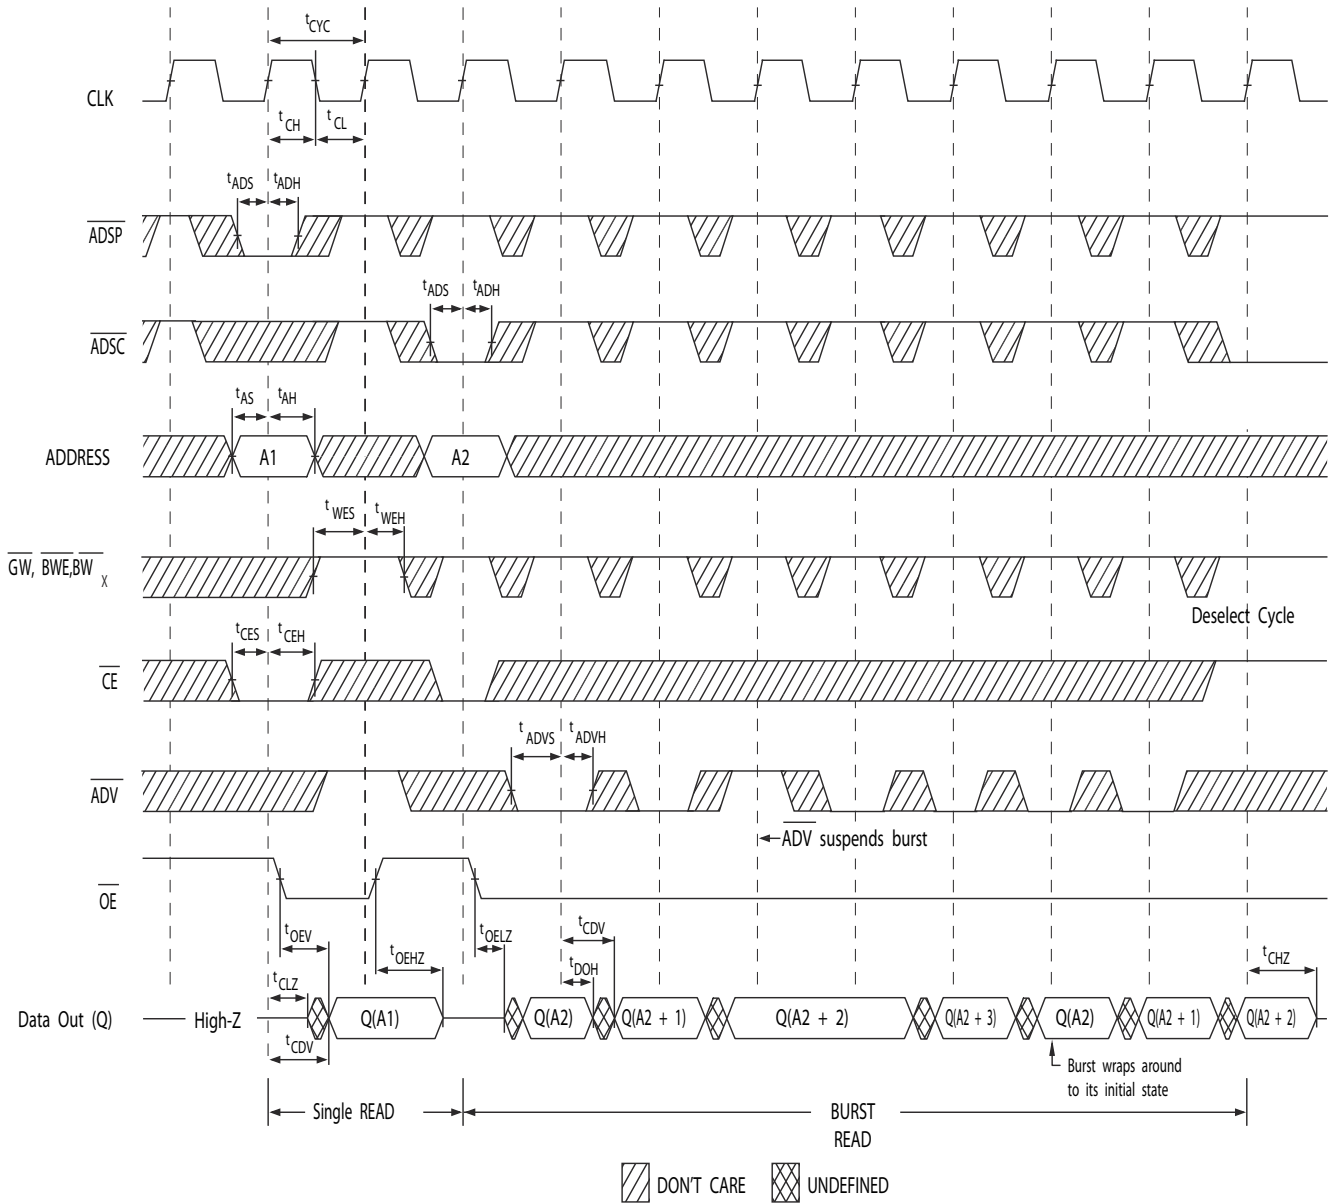 tCYC
CLK
tCH
tCL
tADS
tADH
ADSP
tADS
tADH
ADSC
tAS
tAH
ADDRESS
A1
A2
tWES
tWEH
GW, BWE,BW X
Deselect Cycle
tCES
tCEH
CE
tADVS
tADVH
ADV
ADV suspends burst
OE
tOEV
tOEHZ
tOELZ
tCDV
tDOH
tCHZ
tCLZ
Data Out (Q)
High-Z
Q(A1)
Q(A2)
Q(A2 + 1)
Q(A2 + 2)
Q(A2 + 3)
Q(A2)
Q(A2 + 1)
Q(A2 + 2)
tCDV
Burst wraps around
to its initial state
Single READ
BURST
READ
DON'T CARE
UNDEFINED